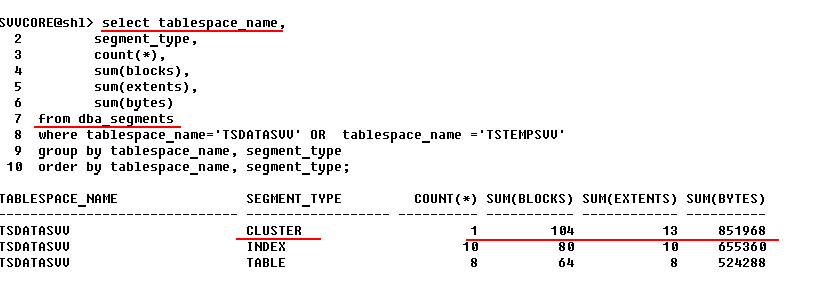 SVVCORE@shl> select tablespace_name,
2 segment_type,
3 count(*),
4 sum(blocks),
5 sum(extents),
6 sum(bytes)
7 from dba_segments
8 where tablespace_name='TSDATASVV' OR tablespace_name ='TSTEMPSVV'
9 group by tablespace_name, segment_type
10 order by tablespace_name, segment_type;
TABLESPACE_NAME SEGMENT_TYPE COUNT(*) SUM(BLOCKS) SUM(EXTENTS) SUM(BYTES)
------------------------------ ------------------ ---------- ----------- ------------ ----------
TSDATASVV CLUSTER 1 104 13 851968
TSDATASVV INDEX 10 80 10 655360
TSDATASVV TABLE 8 64 8 524288